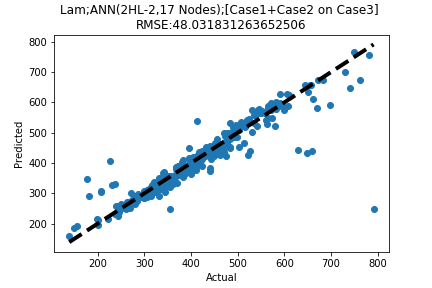 Lam;ANN(2HL-2,17 Nodes);[Case1+Case2 on Case3]
RMSE:48.031831263652506
800
700
600
500
400
300
200
Predicted
200 300 400 500 600 700 800
Actual